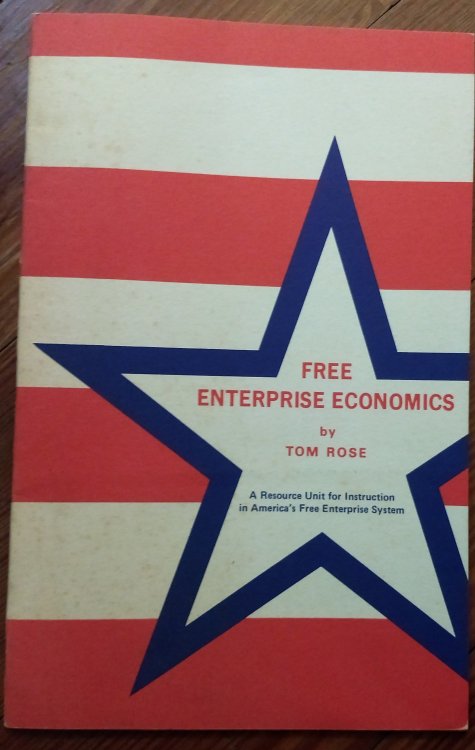 FREE
ENTERPRISE ECONOMICS
by
TOM ROSE
A Resource Unit for Instruction
in America's Free Enterprise System